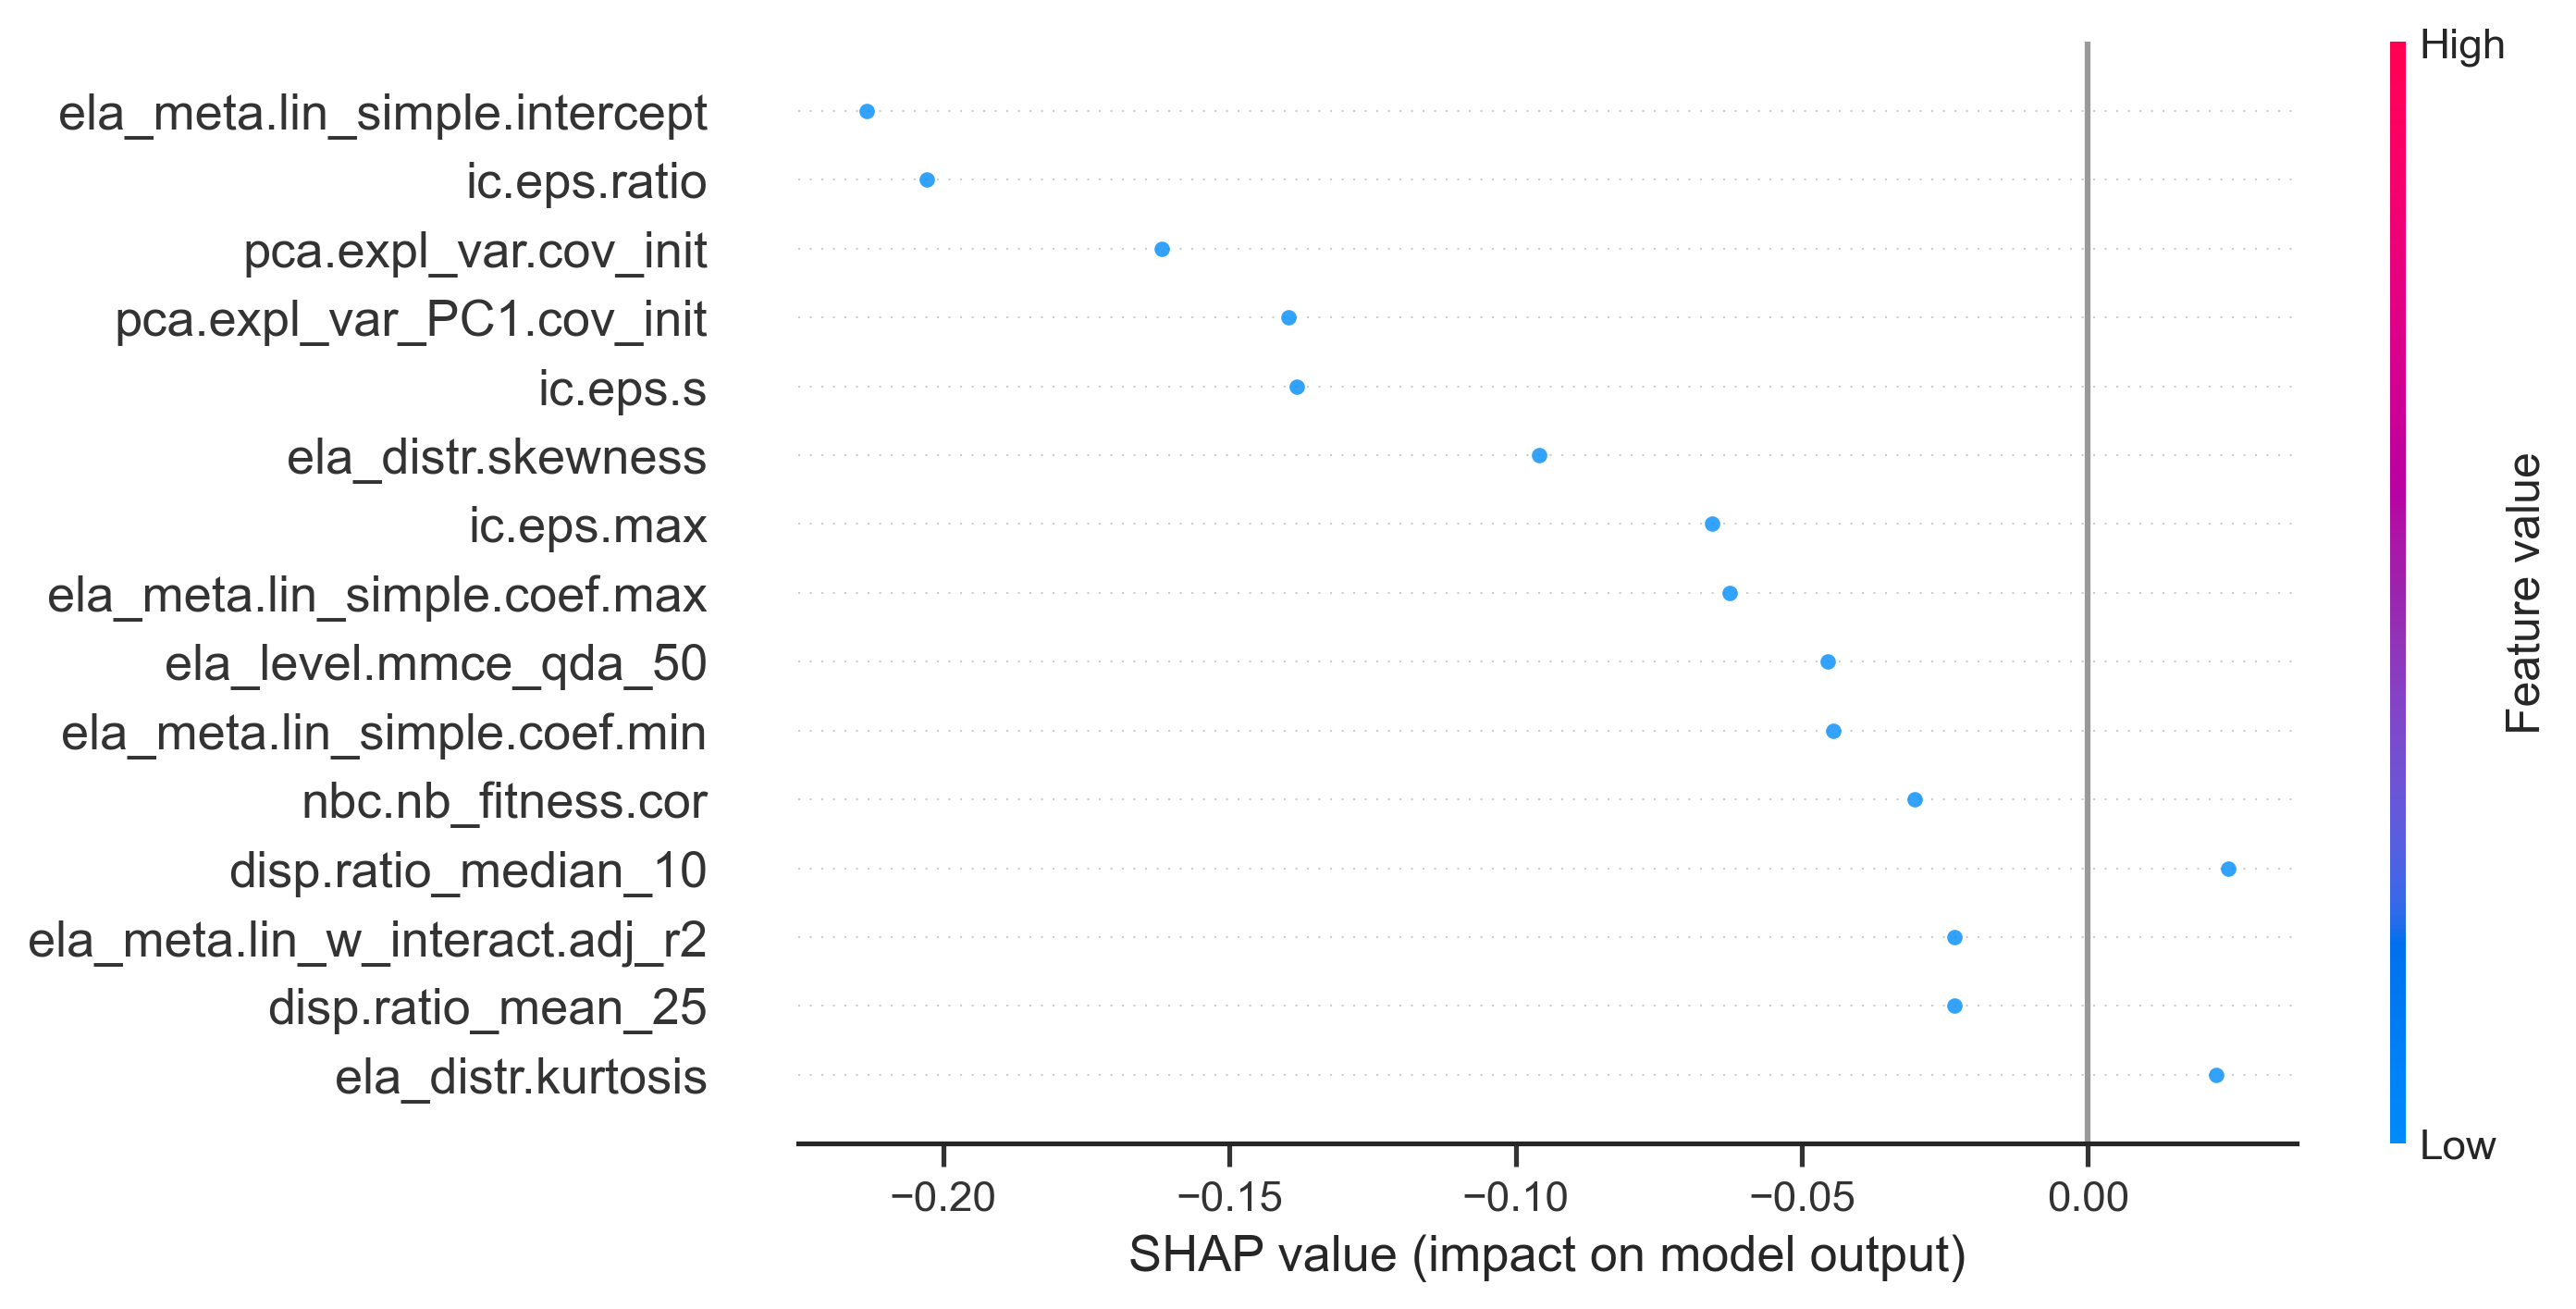 High
ela_meta.lin_simple.intercept
ic.eps.ratio
pca.expl_var.cov_init
pca.expl_var_PC1.cov_init
ic.eps.s
ela_distr.skewness
ic.eps.max
ela_meta.lin_simple.coef.max
ela_level.mmce_qda_50
ela_meta.lin_simple.coef.min
nbc.nb_fitness.cor
disp.ratio_median_10
ela_meta.lin_w_interact.adj_r2
disp.ratio_mean_25
ela_distr.kurtosis
Feature value
Low
−0.20 −0.15 −0.10 −0.05 0.00
SHAP value (impact on model output)